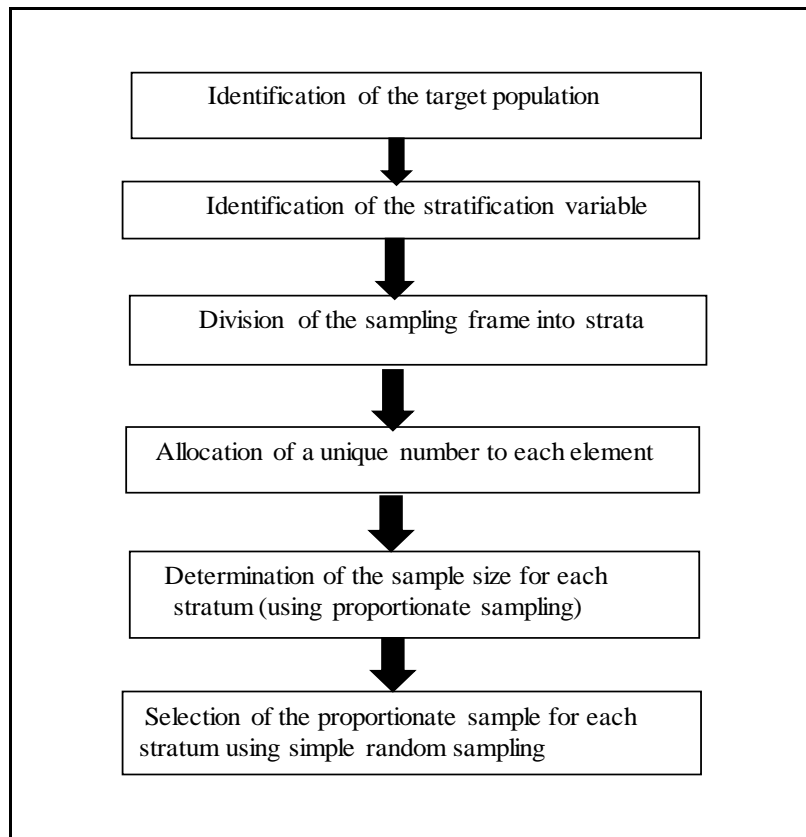 Identification of the target population
Identification of the stratification variable
Division of the sampling frame into strata
Allocation of a unique number to each element
Determination of the sample size for each
stratum (using proportionate sampling)
Selection of the proportionate sample for each
stratum using simple random sampling